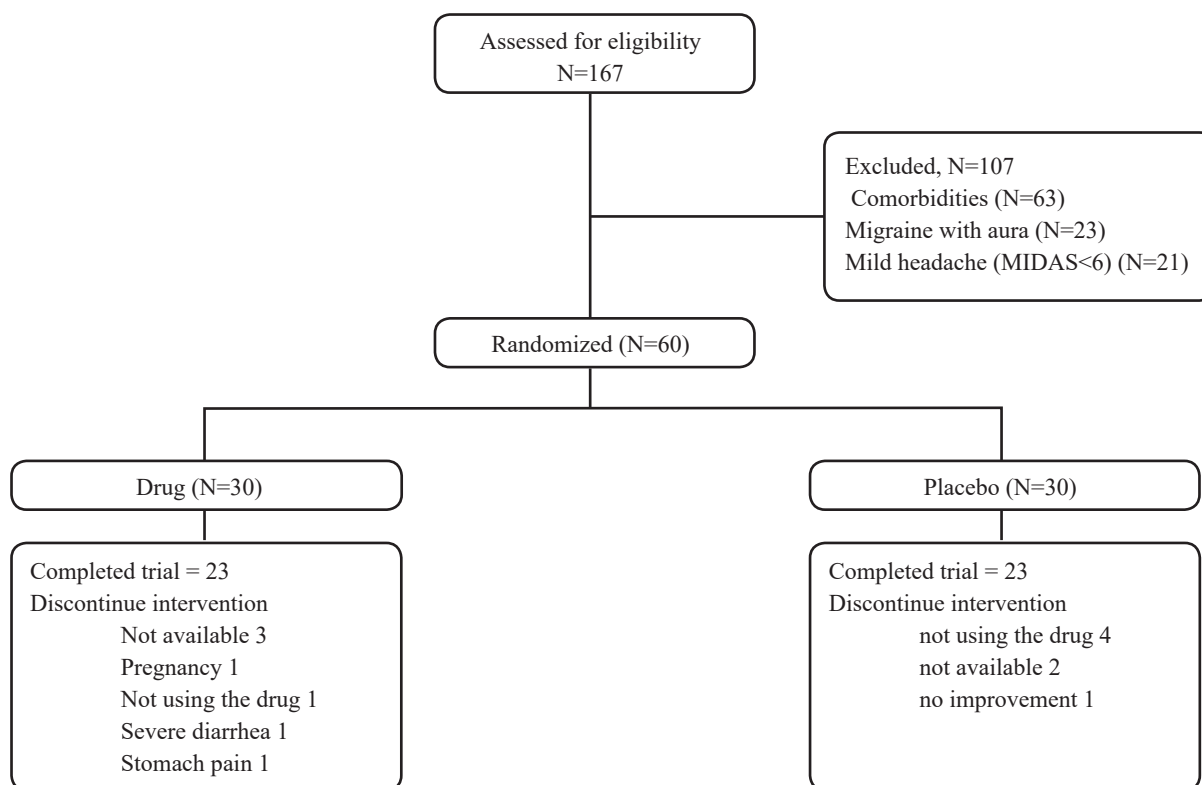 Assessed for eligibility
N=167
Excluded, N=107
Comorbidities (N=63)
Migraine with aura (N=23)
Mild headache (MIDAS<6) (N=21)
Randomized (N=60)
Drug (N=30)
Placebo (N=30)
Completed trial = 23
Discontinue intervention
Not available 3
Pregnancy 1
Not using the drug 1
Severe diarrhea 1
Stomach pain 1
Completed trial = 23
Discontinue intervention
not using the drug 4
not available 2
no improvement 1